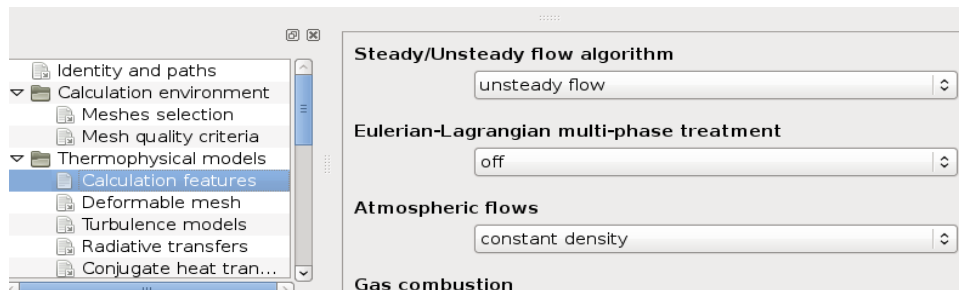 Identity and paths
Calculation environment
Meshes selection
Mesh quality criteria
Thermophysical models
Calculation features
Deformable mesh
Turbulence models
Radiative transfers
Conjugate heat tran...
Steady/Unsteady flow algorithm
unsteady flow
Eulerian-Lagrangian multi-phase treatment
off
Atmospheric flows
constant density
Gas combustion